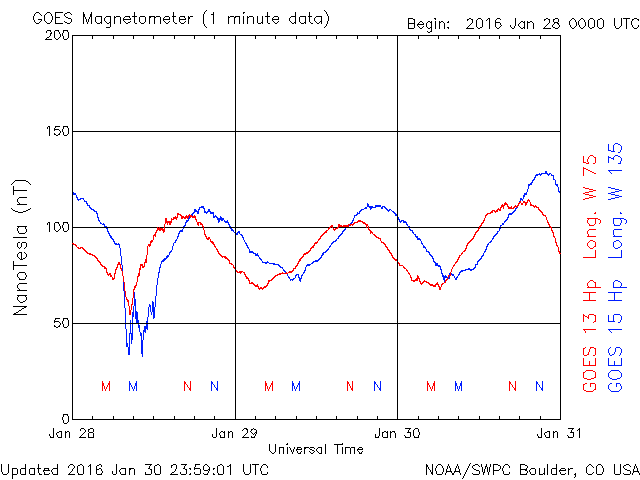 GOES Magnetometer (1 minute data)
Begin: 2016 Jan 28 0000 UTC
200
150
100
50
0
NanoTesla (nT)
M M N N M M N N M M N N
Jan 28 Jan 29 Jan 30 Jan 31
Universal Time
GOES 13 Hp Long. W 75
GOES 15 Hp Long. W 135
Updated 2016 Jan 30 23:59:01 UTC
NOAA/SWPC Boulder, CO USA